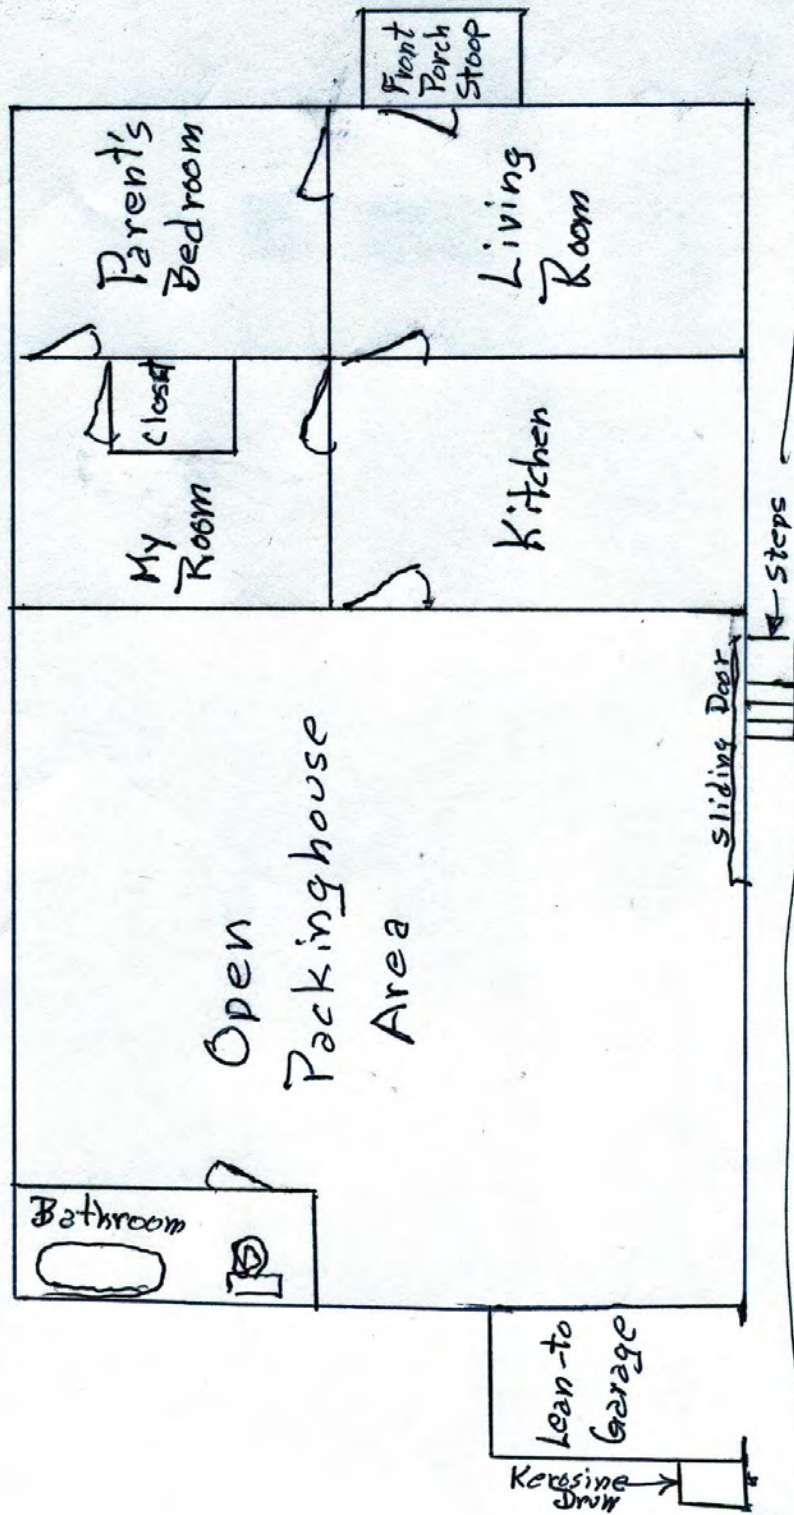 Front
Porch
Stoop
Parent's
Bedroom
Living
Room
Closet
My
Room
Kitchen
Steps
Sliding Door
Open
Packinghouse
Area
Bathroom
Lean-to
Garage
Kerosine
Drum